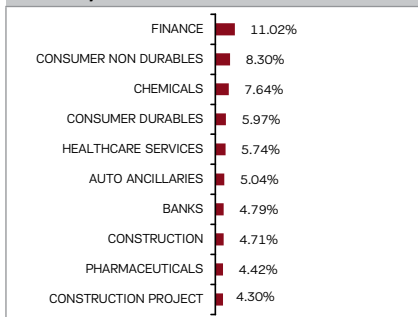 FINANCE 11.02%
CONSUMER NON DURABLES 8.30%
CHEMICALS 7.64%
CONSUMER DURABLES 5.97%
HEALTHCARE SERVICES 5.74%
AUTO ANCILLARIES 5.04%
BANKS 4.79%
CONSTRUCTION 4.71%
PHARMACEUTICALS 4.42%
CONSTRUCTION PROJECT 4.30%